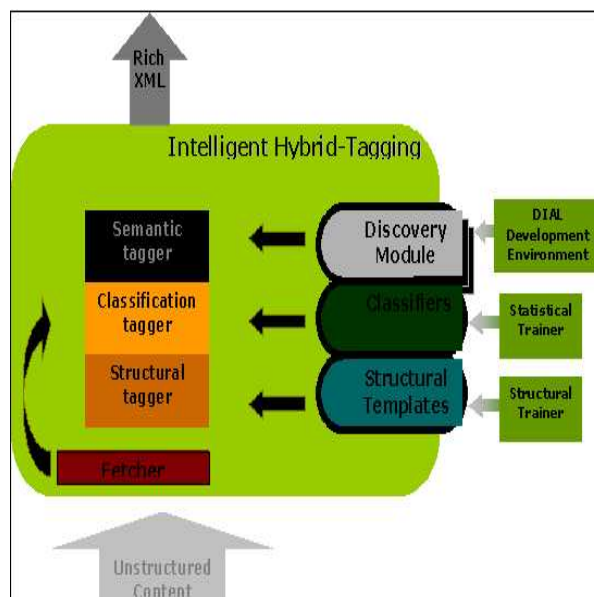 Rich
XML
Intelligent Hybrid-Tagging
Semantic
tagger
Discovery
Module
DIAL
Development
Environment
Classification
tagger
Classifiers
Statistical
Trainer
Structural
tagger
Structural
Templates
Structural
Trainer
Fetcher
Unstructured
Content